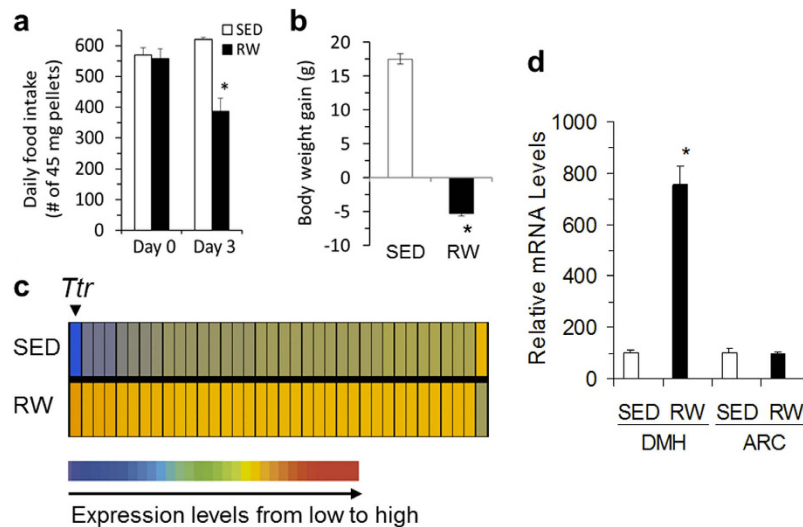 a
600
500
400
300
200
100
0
Daily food intake
(# of 45 mg pellets)
SED
RW
*
Day 0 Day 3
b
20
15
10
5
0
-5
-10
Body weight gain (g)
*
SED RW
c
Ttr
SED
RW
Expression levels from low to high
d
1000
800
600
400
200
0
Relative mRNA Levels
*
SED RW SED RW
DMH ARC